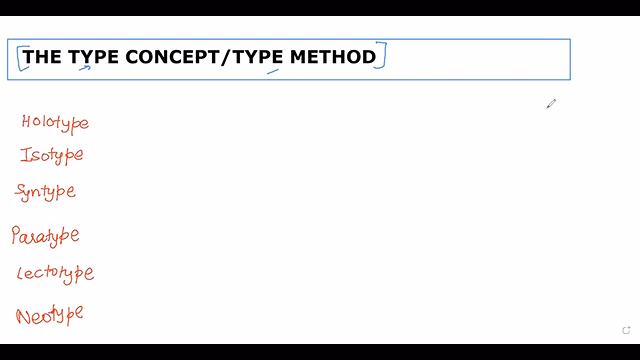 THE TYPE CONCEPT/TYPE METHOD
Holotype
Isotype
Syntype
Paratype
Lectotype
Neotype